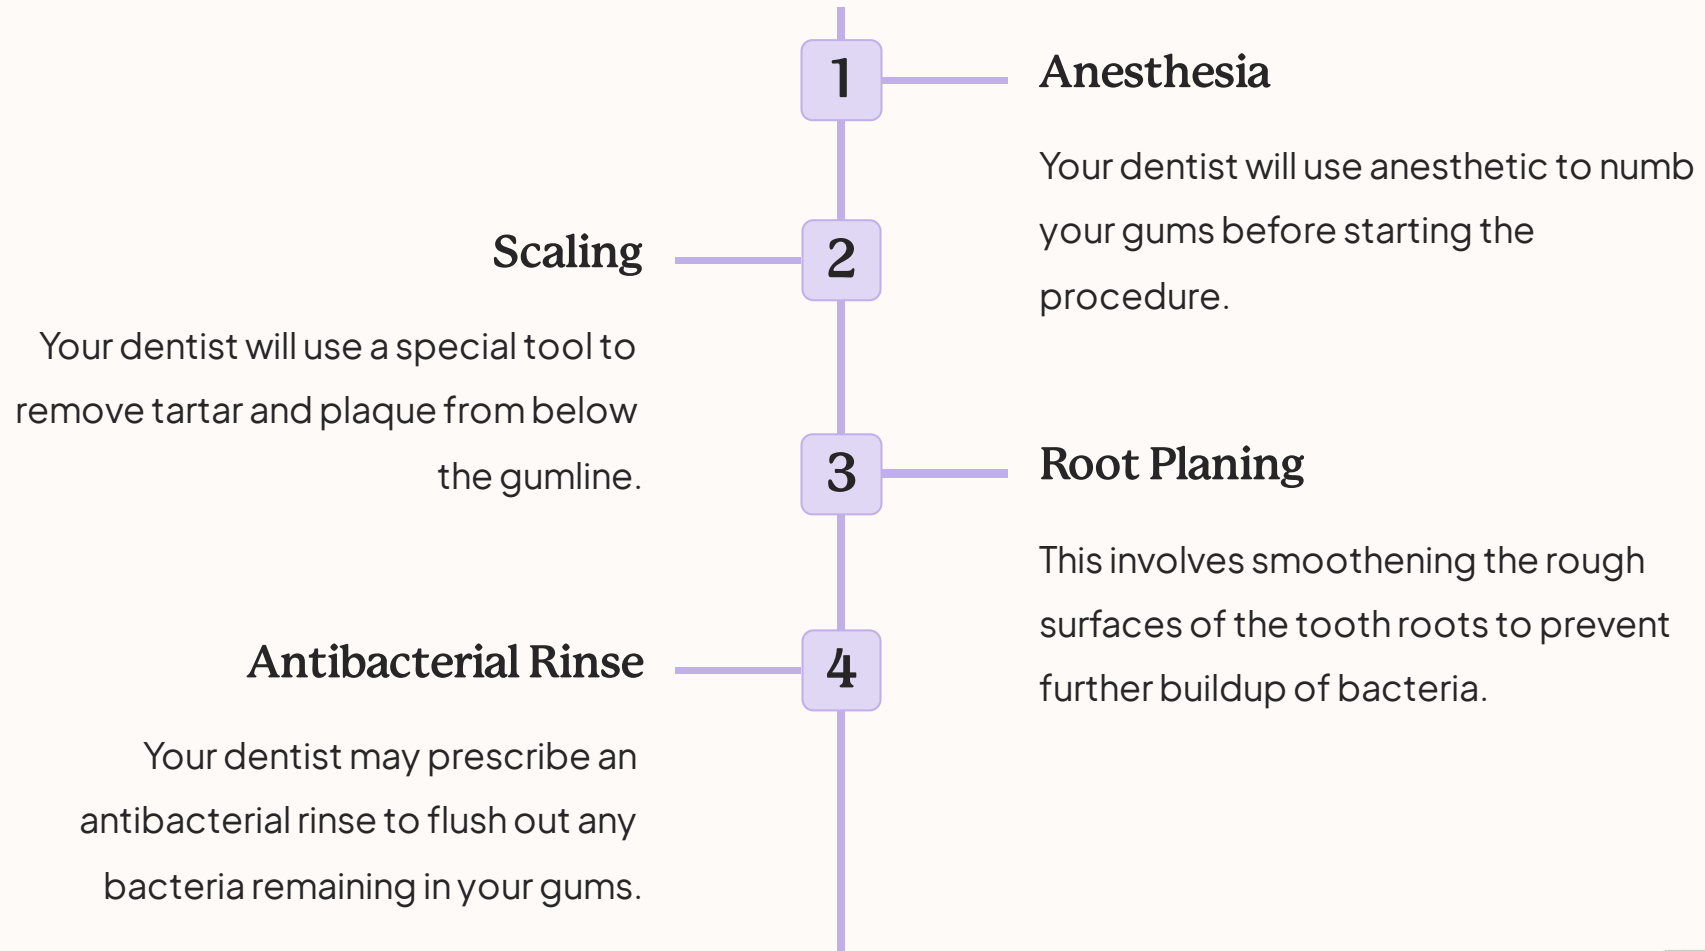 1
Anesthesia
Your dentist will use anesthetic to numb
your gums before starting the
procedure.
2
Scaling
Your dentist will use a special tool to
remove tartar and plaque from below
the gumline.
3
Root Planing
This involves smoothening the rough
surfaces of the tooth roots to prevent
further buildup of bacteria.
4
Antibacterial Rinse
Your dentist may prescribe an
antibacterial rinse to flush out any
bacteria remaining in your gums.